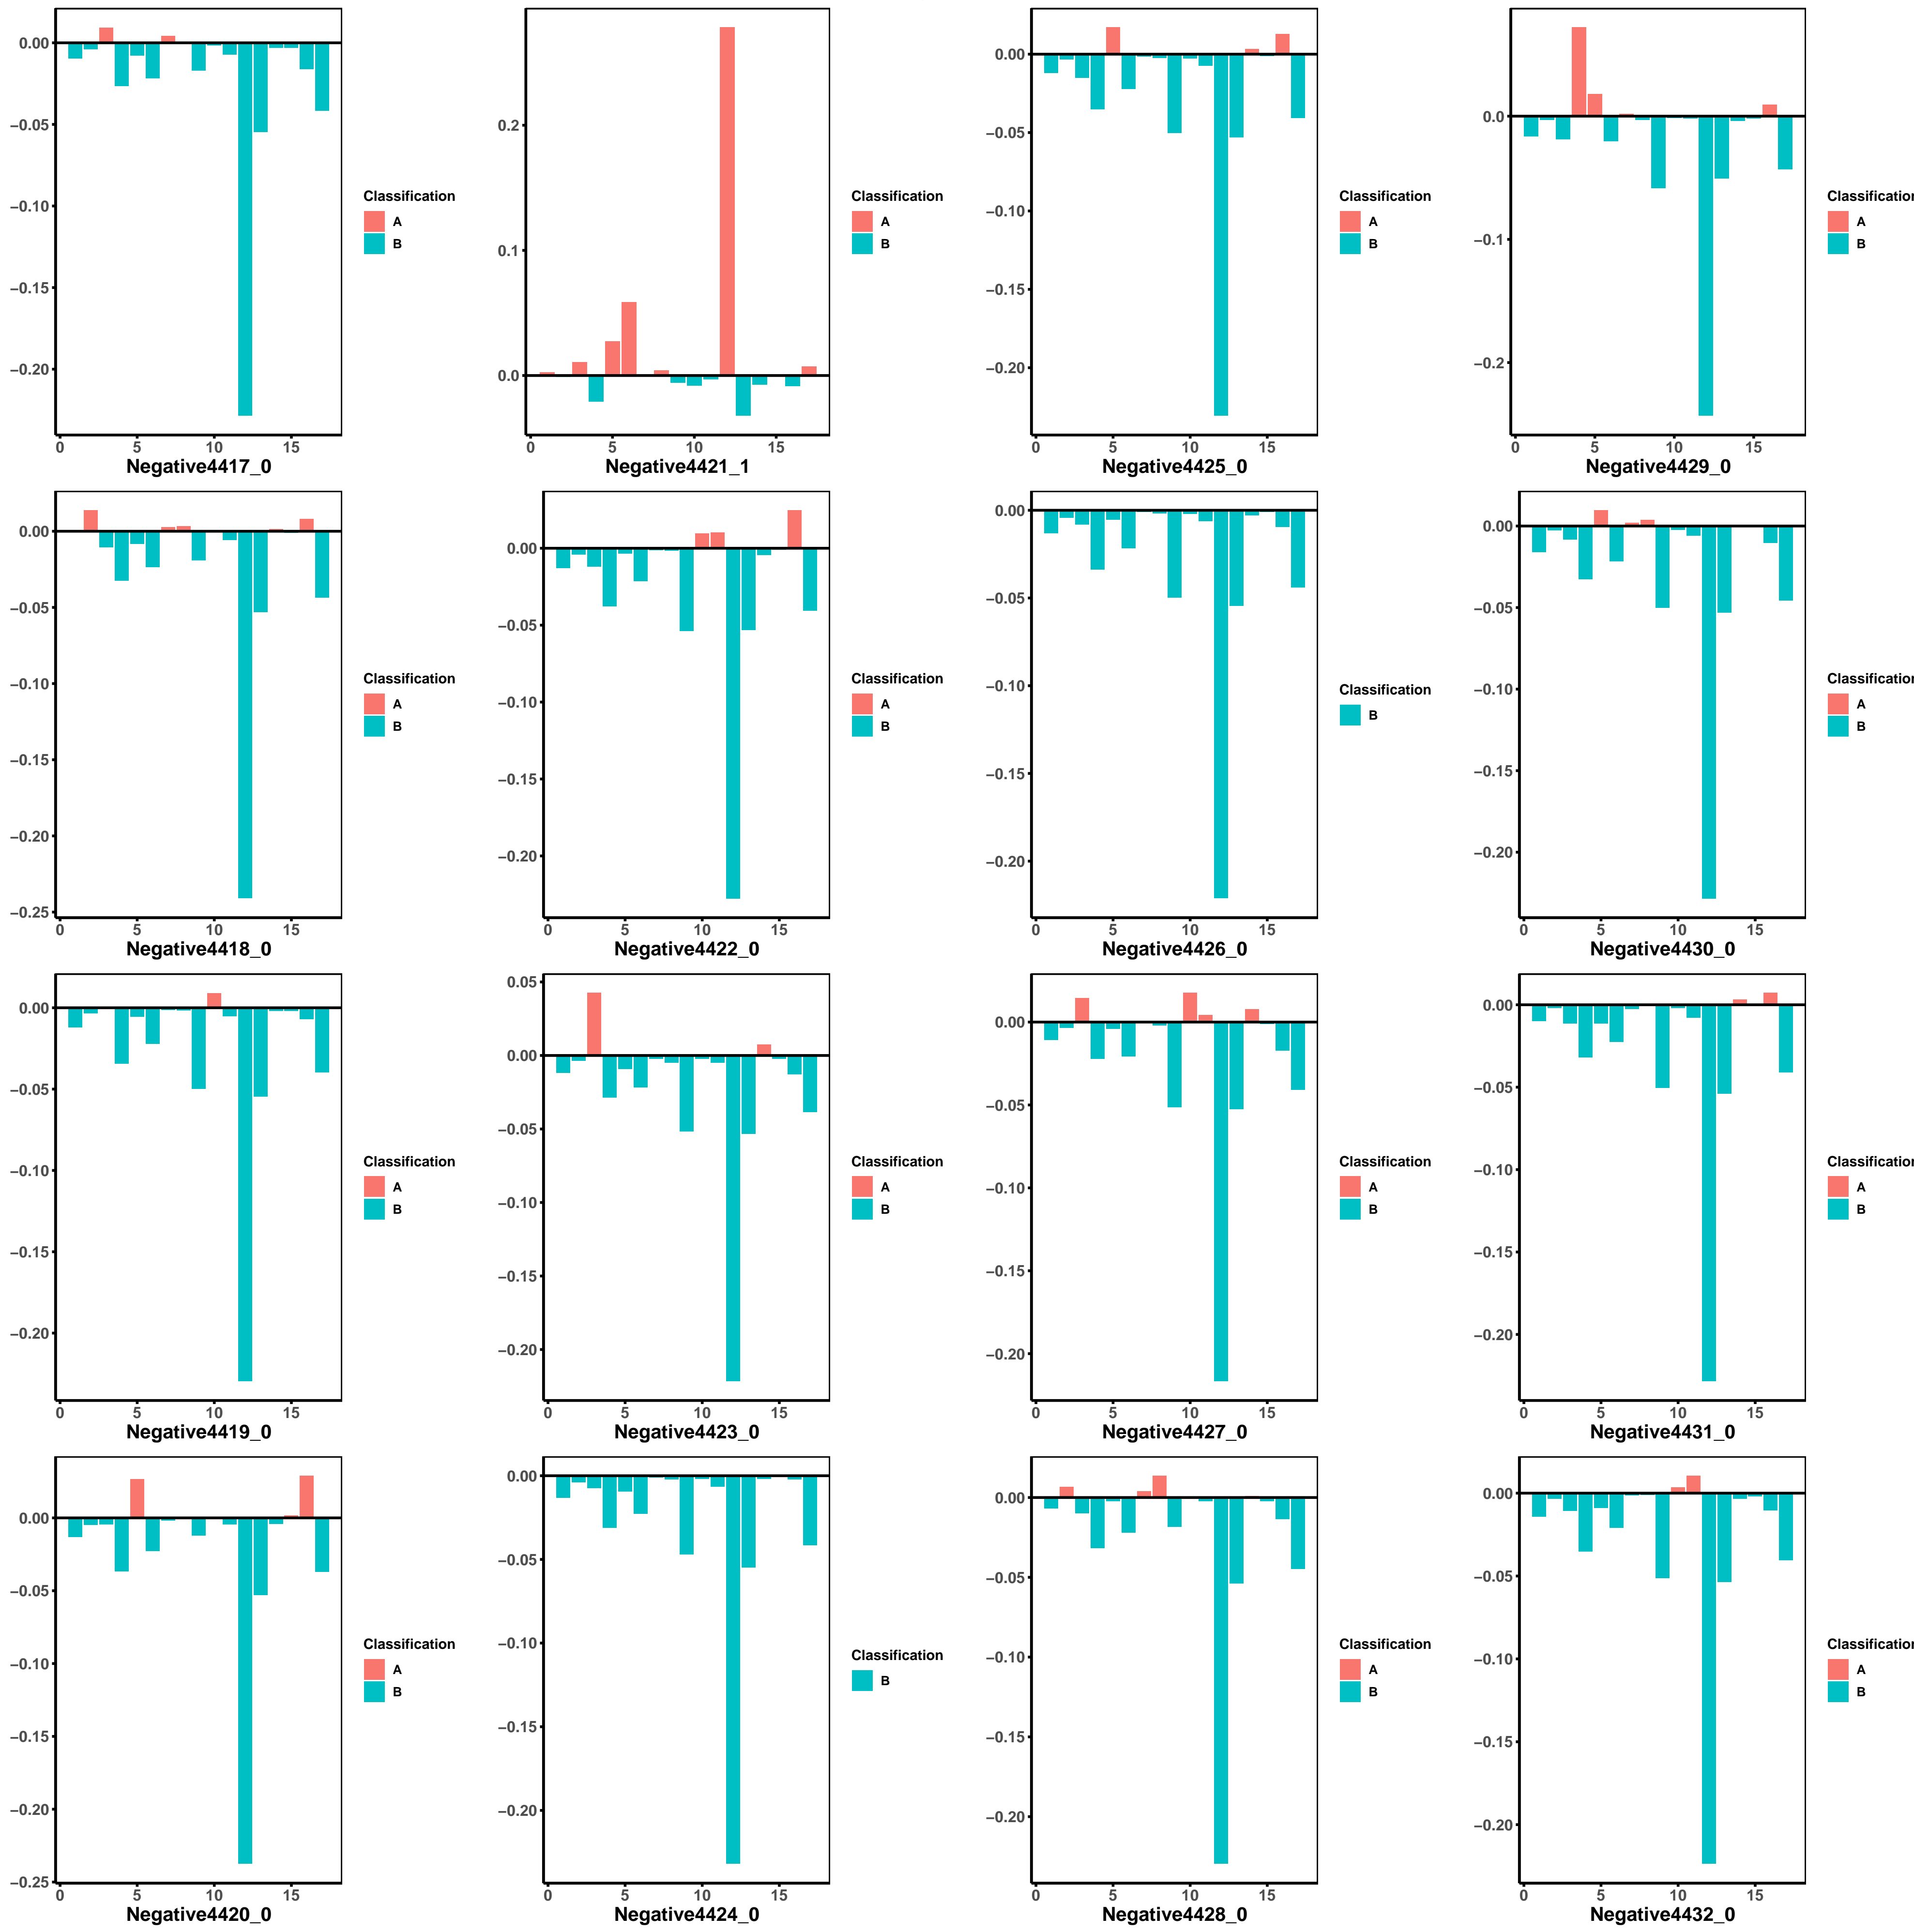 0.00
−0.05
−0.10
−0.15
−0.20
0 5 10 15
Negative4417_0
Classification
A
B
0.2
0.1
0.0
0 5 10 15
Negative4421_1
Classification
A
B
0.00
−0.05
−0.10
−0.15
−0.20
0 5 10 15
Negative4425_0
Classification
A
B
0.0
−0.1
−0.2
0 5 10 15
Negative4429_0
Classification
A
B
0.00
−0.05
−0.10
−0.15
−0.20
−0.25
0 5 10 15
Negative4418_0
Classification
A
B
0.00
−0.05
−0.10
−0.15
−0.20
0 5 10 15
Negative4422_0
Classification
A
B
0.00
−0.05
−0.10
−0.15
−0.20
0 5 10 15
Negative4426_0
Classification
B
0.00
−0.05
−0.10
−0.15
−0.20
0 5 10 15
Negative4430_0
Classification
A
B
0.00
−0.05
−0.10
−0.15
−0.20
0 5 10 15
Negative4419_0
Classification
A
B
0.05
0.00
−0.05
−0.10
−0.15
−0.20
0 5 10 15
Negative4423_0
Classification
A
B
0.00
−0.05
−0.10
−0.15
−0.20
0 5 10 15
Negative4427_0
Classification
A
B
0.00
−0.05
−0.10
−0.15
−0.20
0 5 10 15
Negative4431_0
Classification
A
B
0.00
−0.05
−0.10
−0.15
−0.20
−0.25
0 5 10 15
Negative4420_0
Classification
A
B
0.00
−0.05
−0.10
−0.15
−0.20
0 5 10 15
Negative4424_0
Classification
B
0.00
−0.05
−0.10
−0.15
−0.20
0 5 10 15
Negative4428_0
Classification
A
B
0.00
−0.05
−0.10
−0.15
−0.20
0 5 10 15
Negative4432_0
Classification
A
B